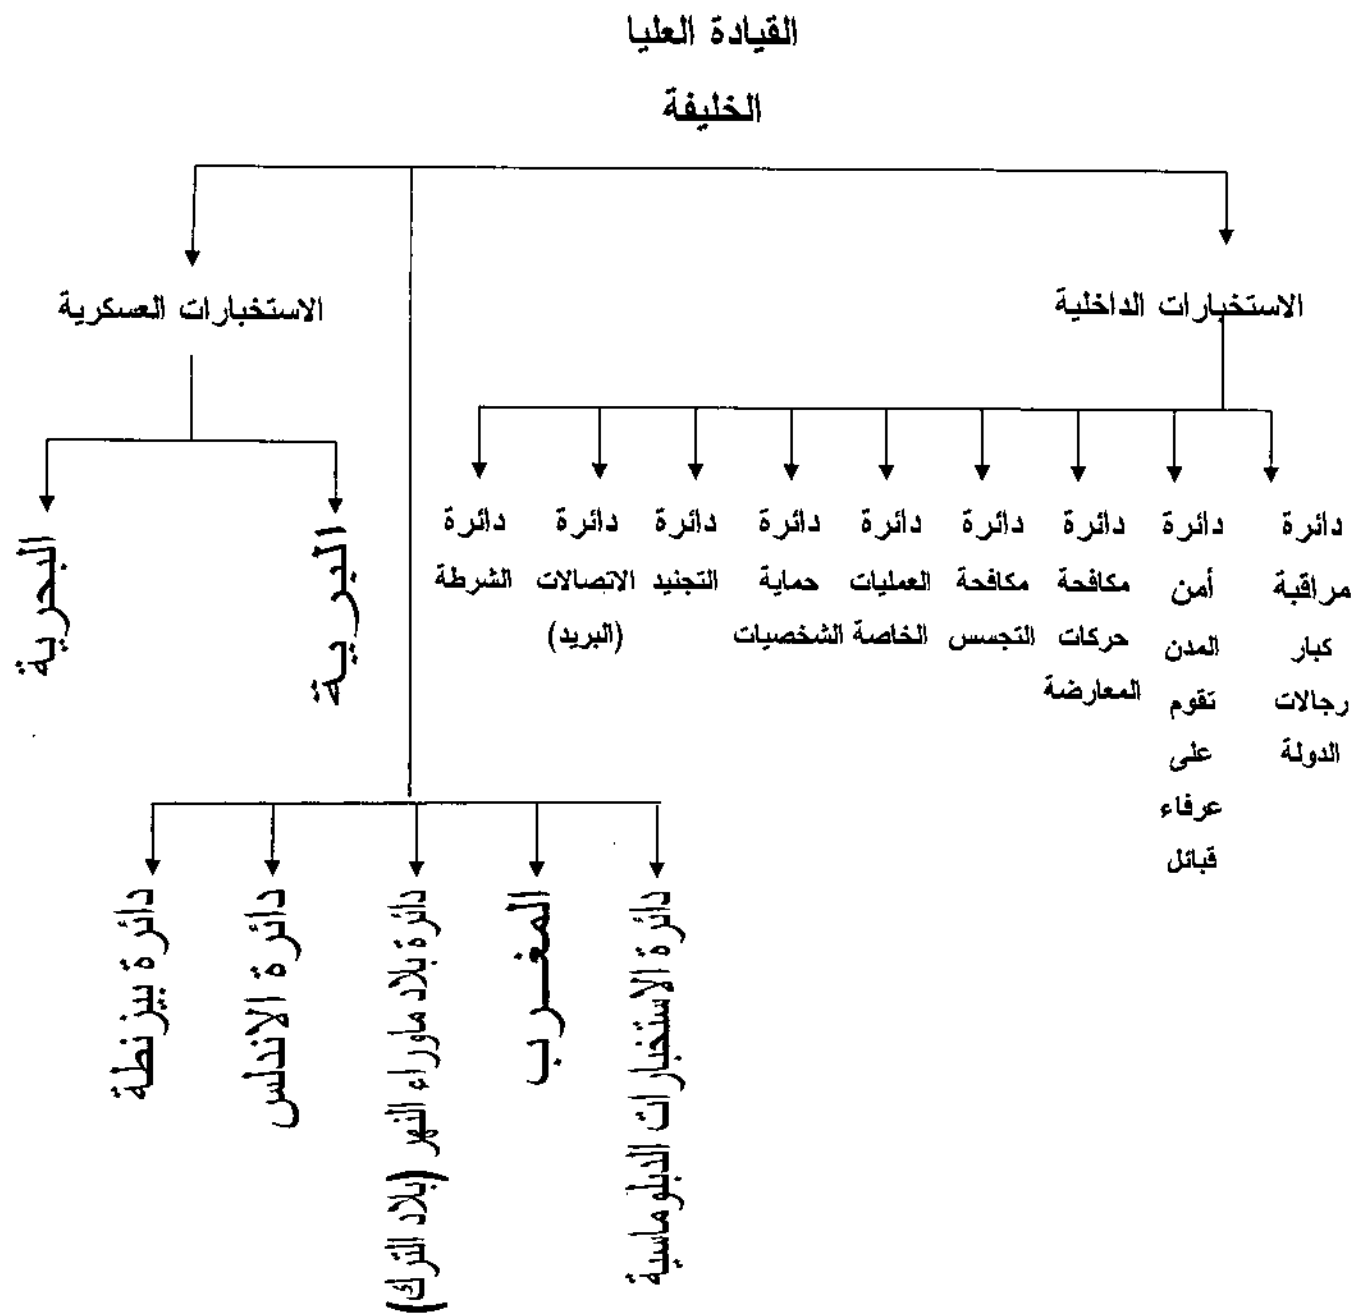 القيادة العليا
الخليفة
الاستخبارات الداخلية
الاستخبارات العسكرية
دائرة
مراقبة
كبار
رجالات
الدولة
دائرة
أمن
المدن
تقوم
على
عرفاء
قبائل
دائرة
مكافحة
حركات
المعارضة
دائرة
مكافحة
التجسس
دائرة
العمليات
الخاصة
دائرة
حماية
الشخصيات
دائرة
التجنيد
دائرة
الاتصالات
(البريد)
دائرة
الشرطة
البرية
البحرية
دائرة الاستخبارات الدبلوماسية
المغرب
دائرة بلاد ماوراء النهر (بلاد الترك)
دائرة الاندلس
دائرة بيزنطة